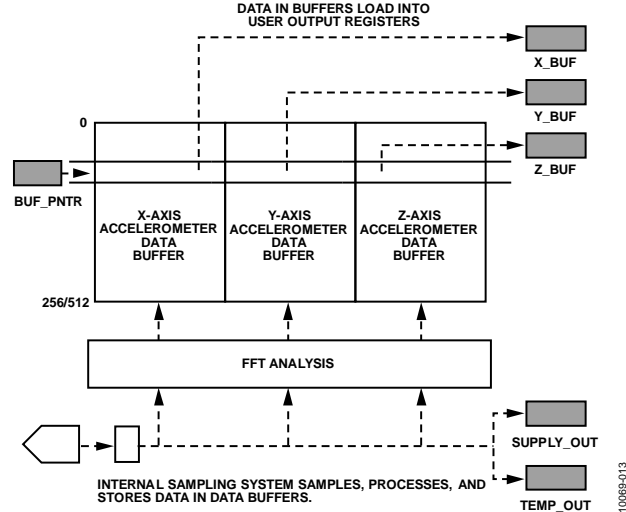 DATA IN BUFFERS LOAD INTO
USER OUTPUT REGISTERS
X_BUF
Y_BUF
0
Z_BUF
BUF_PNTR
X-AXIS
ACCELEROMETER
DATA
BUFFER
Y-AXIS
ACCELEROMETER
DATA
BUFFER
Z-AXIS
ACCELEROMETER
DATA
BUFFER
256/512
FFT ANALYSIS
SUPPLY_OUT
INTERNAL SAMPLING SYSTEM SAMPLES, PROCESSES, AND
STORES DATA IN DATA BUFFERS.
TEMP_OUT
10069-013